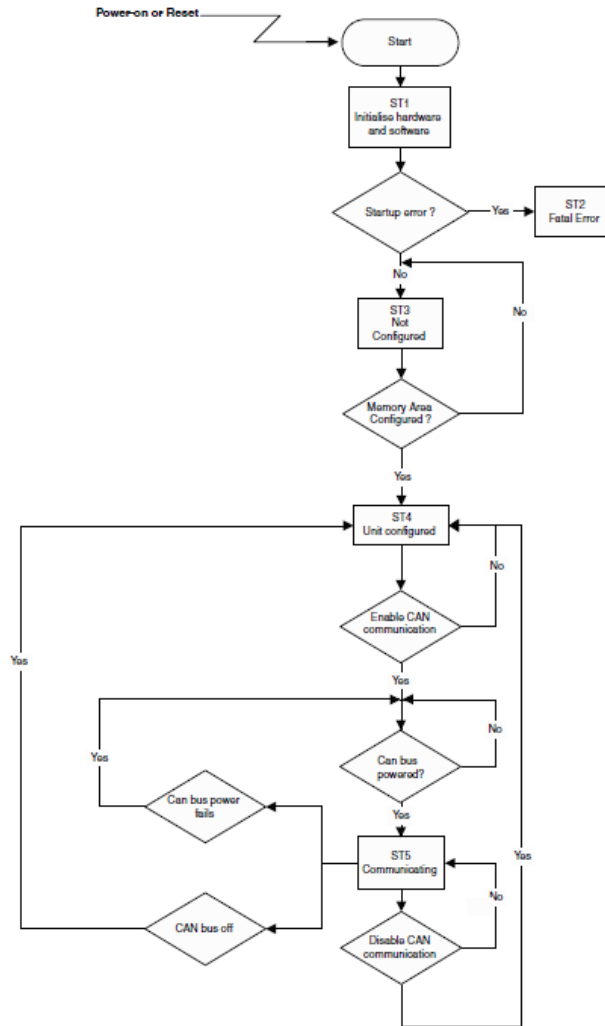 Power-on or Reset
Start
ST1
Initialise hardware
and software
Startup error ?
Yes
ST2
Fatal Error
No
No
ST3
Not
Configured
Memory Area
Configured ?
Yes
ST4
Unit configured
No
Enable CAN
communication
Yes
Yes
Yes
No
Can bus
powered?
Can bus power
fails
Yes
ST5
Communicating
Yes
No
CAN bus off
Disable CAN
communication